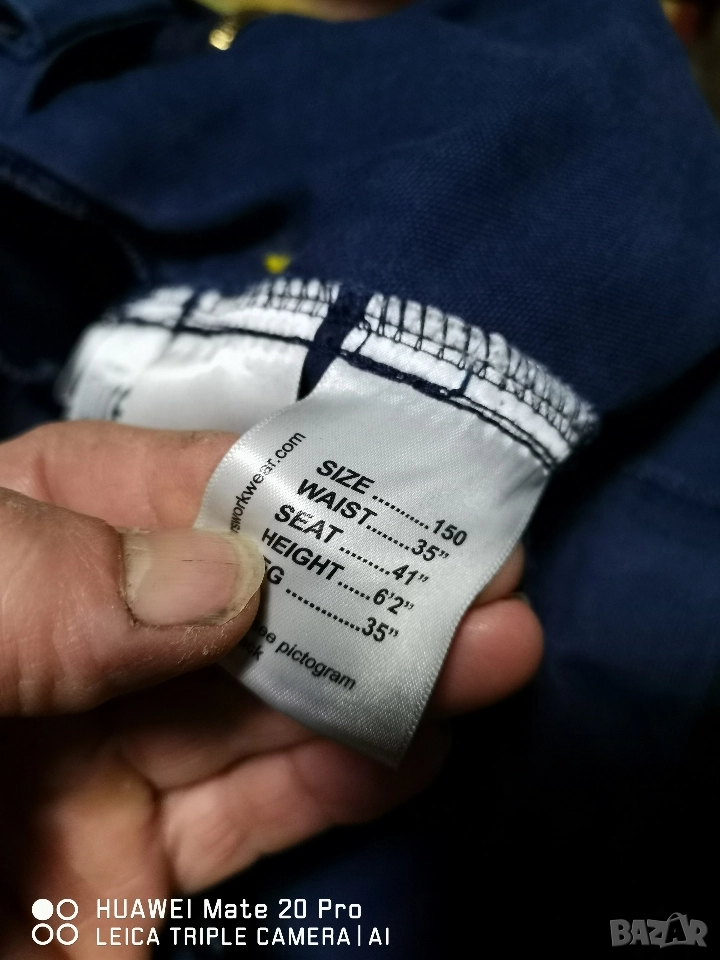 sworkwear.com
SIZE ...........150
WAIST........35”
SEAT .........41”
HEIGHT......6’2”
.............35”
pictogram
HUAWEI Mate 20 Pro
LEICA TRIPLE CAMERA | AI
BAZAR